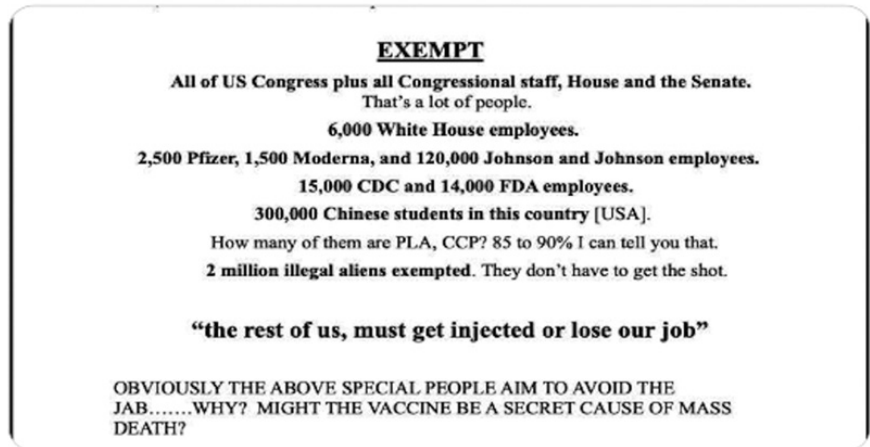 EXEMPT
All of US Congress plus all Congressional staff, House and the Senate.
That's a lot of people.
6,000 White House employees.
2,500 Pfizer, 1,500 Moderna, and 120,000 Johnson and Johnson employees.
15,000 CDC and 14,000 FDA employees.
300,000 Chinese students in this country [USA].
How many of them are PLA, CCP? 85 to 90% I can tell you that.
2 million illegal aliens exempted. They don't have to get the shot.
“the rest of us, must get injected or lose our job”
OBVIOUSLY THE ABOVE SPECIAL PEOPLE AIM TO AVOID THE
JAB.......WHY? MIGHT THE VACCINE BE A SECRET CAUSE OF MASS
DEATH?